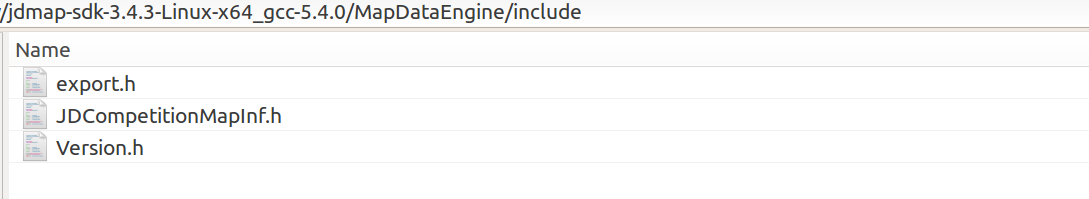 /jdmap-sdk-3.4.3-Linux-x64_gcc-5.4.0/MapDataEngine/include
Name
export.h
JDCompetitionMapInf.h
Version.h